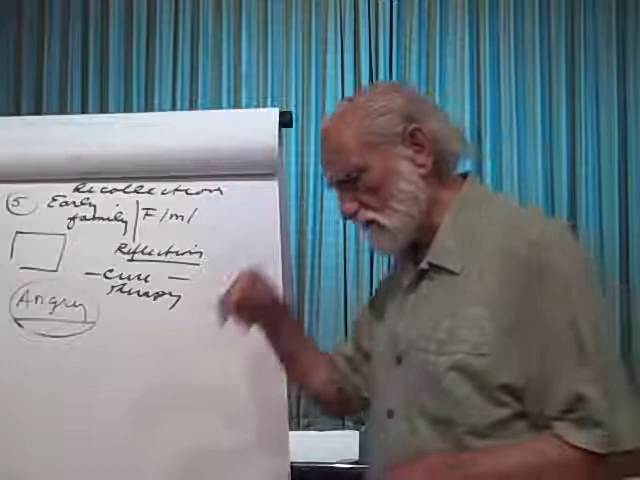 Recollection
5 Early
family F/m/
Reflection
- Cure -
therapy
Angry